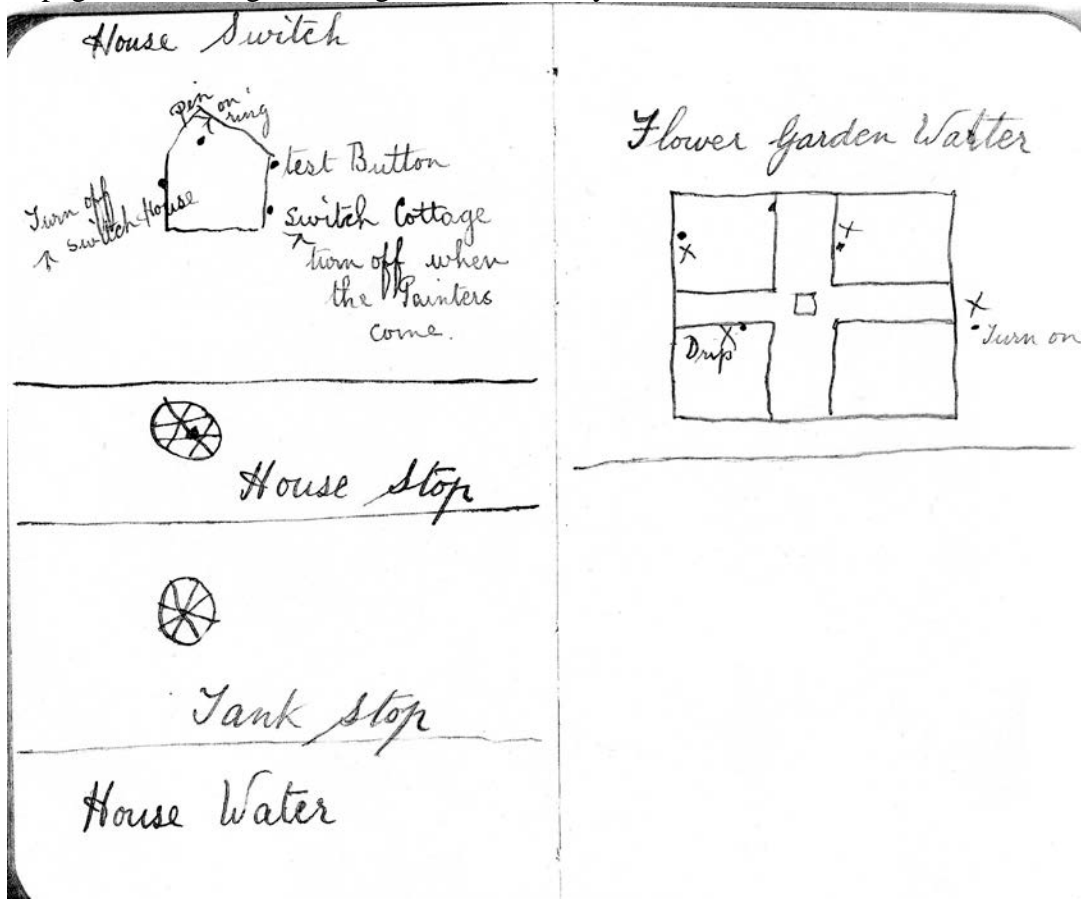 House Switch
pin on
ring
test Button
Turn off
switch House
switch Cottage
turn off when
the Painters
come.
House Stop
Tank Stop
House Water
Flower Garden Warter
Drip
Turn on